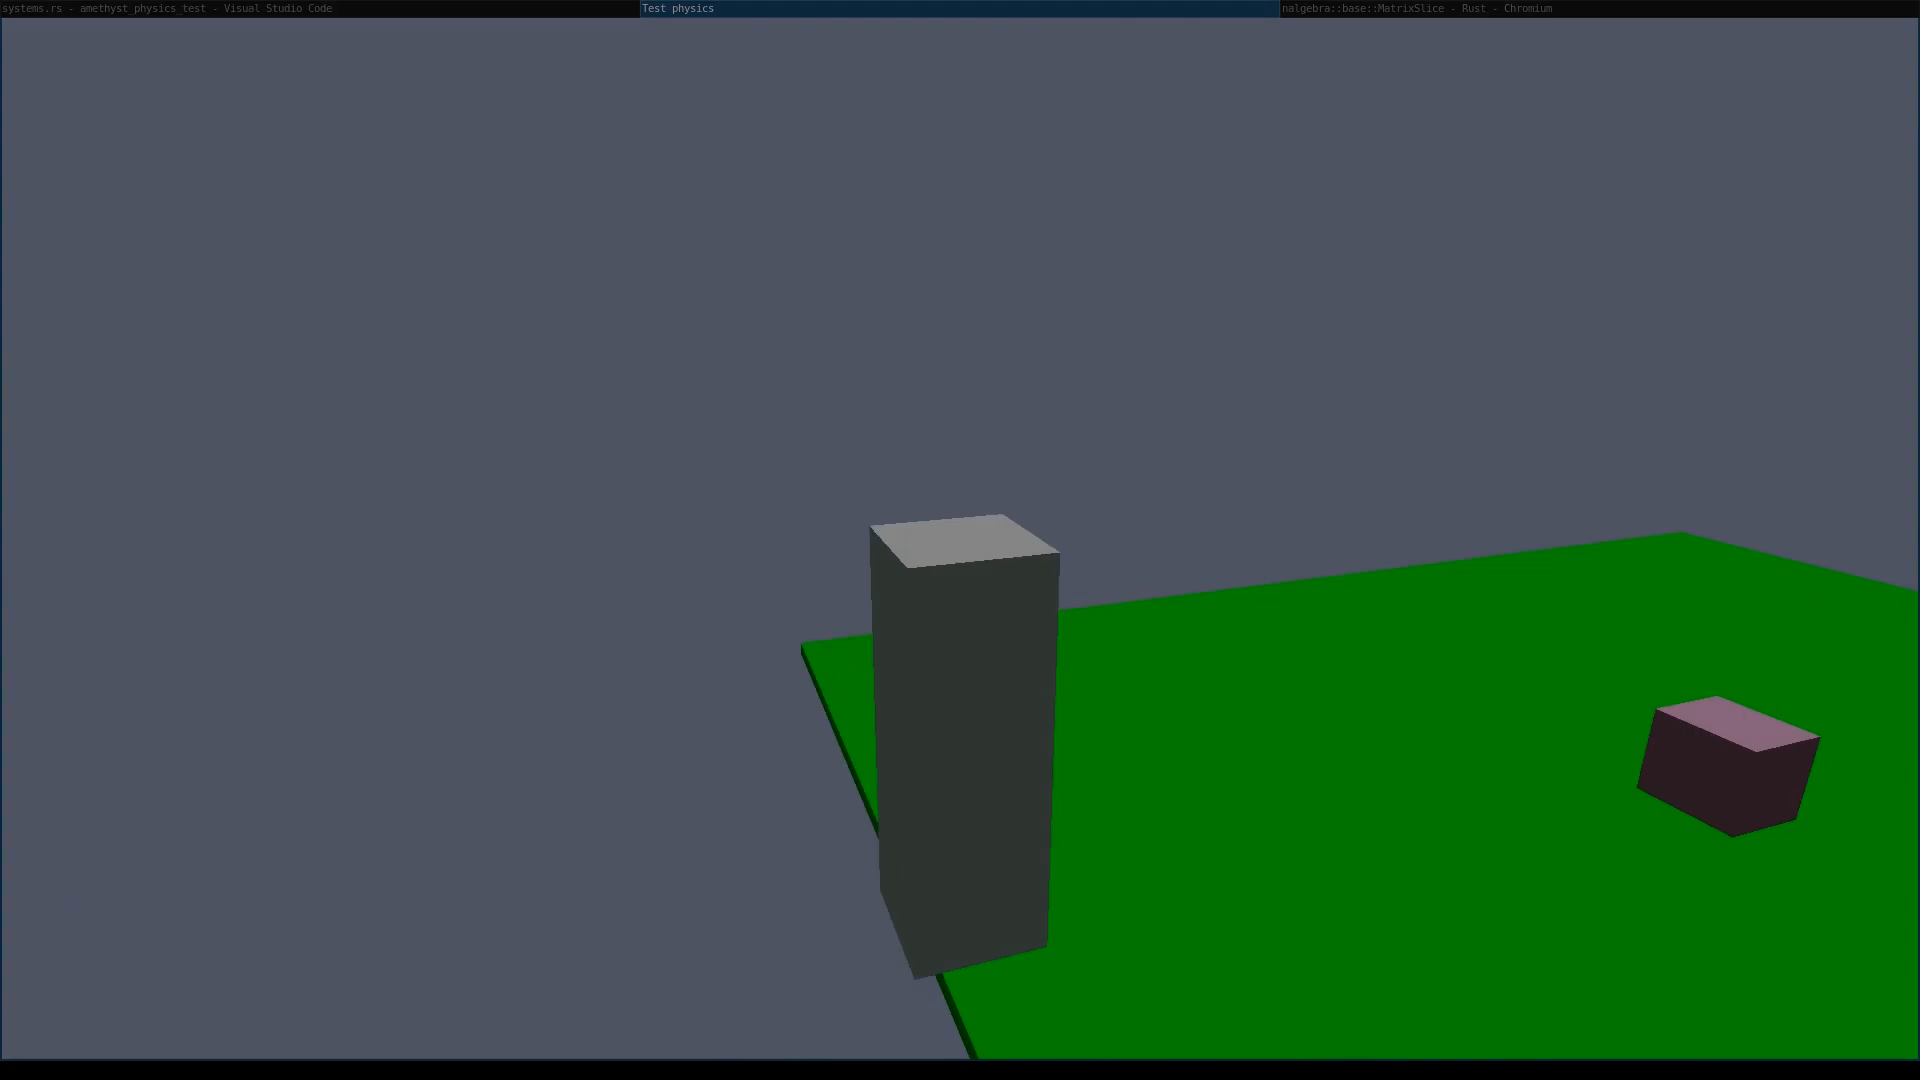 systems.rs - amethyst_physics_test - Visual Studio Code
Test physics
nalgebra::base::MatrixSlice - Rust - Chromium